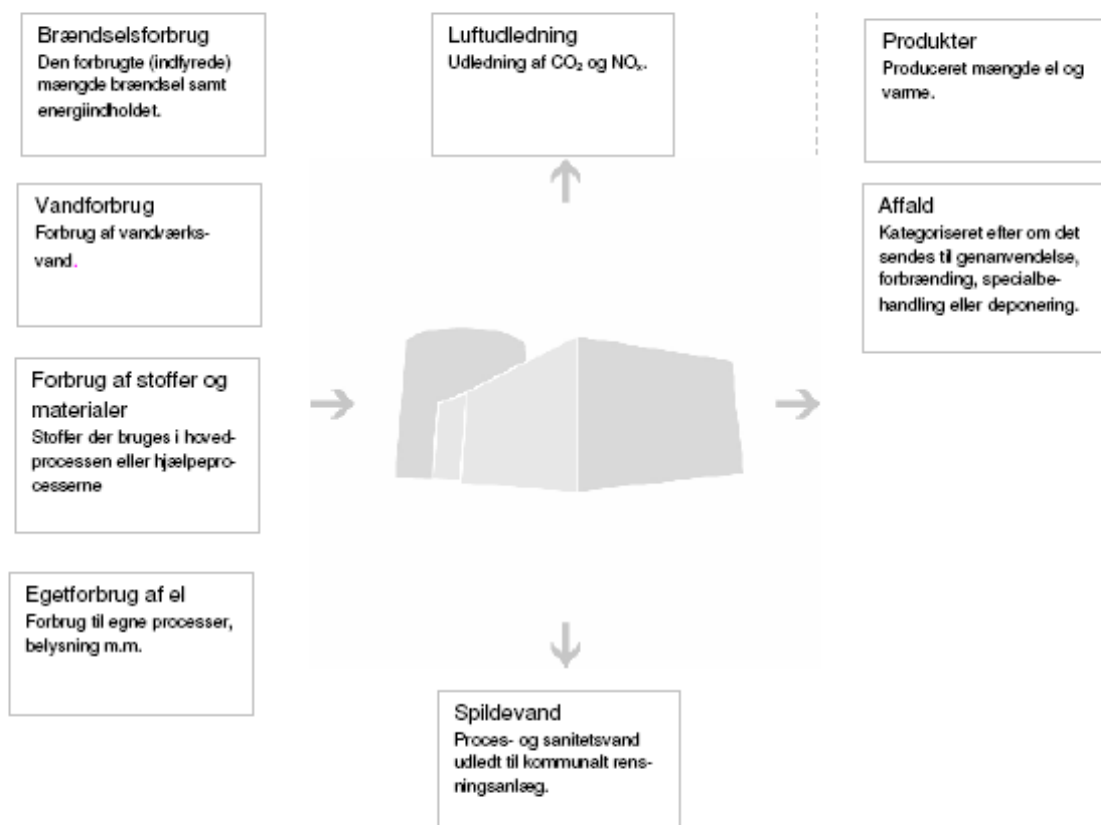 Brændselsforbrug
Den forbrugte (indfyrede)
mængde brændsel samt
energiindholdet.
Vandforbrug
Forbrug af vandværks-
vand.
Forbrug af stoffer og
materialer
Stoffer der bruges i hoved-
processen eller hjælpepro-
cesserne
Egetforbrug af el
Forbrug til egne processer,
belysning m.m.
Luftudledning
Udledning af CO₂ og NOₓ.
Spildevand
Proces- og sanitetsvand
udledt til kommunalt rens-
ningsanlæg.
Produkter
Produceret mængde el og
varme.
Affald
Kategoriseret efter om det
sendes til genanvendelse,
forbrænding, specialbe-
handling eller deponering.